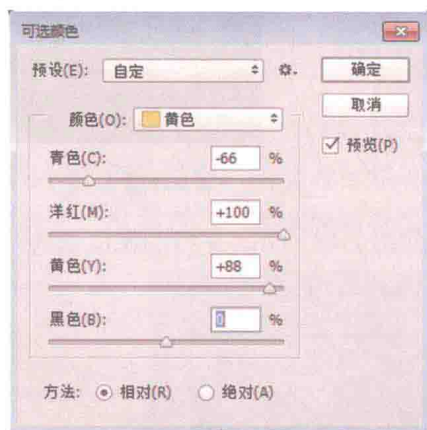 可选颜色
预设(E): 自定
确定
取消
颜色(O): 黄色
预览(P)
青色(C): -66 %
洋红(M): +100 %
黄色(Y): +88 %
黑色(B): 0 %
方法: 相对(R) 绝对(A)